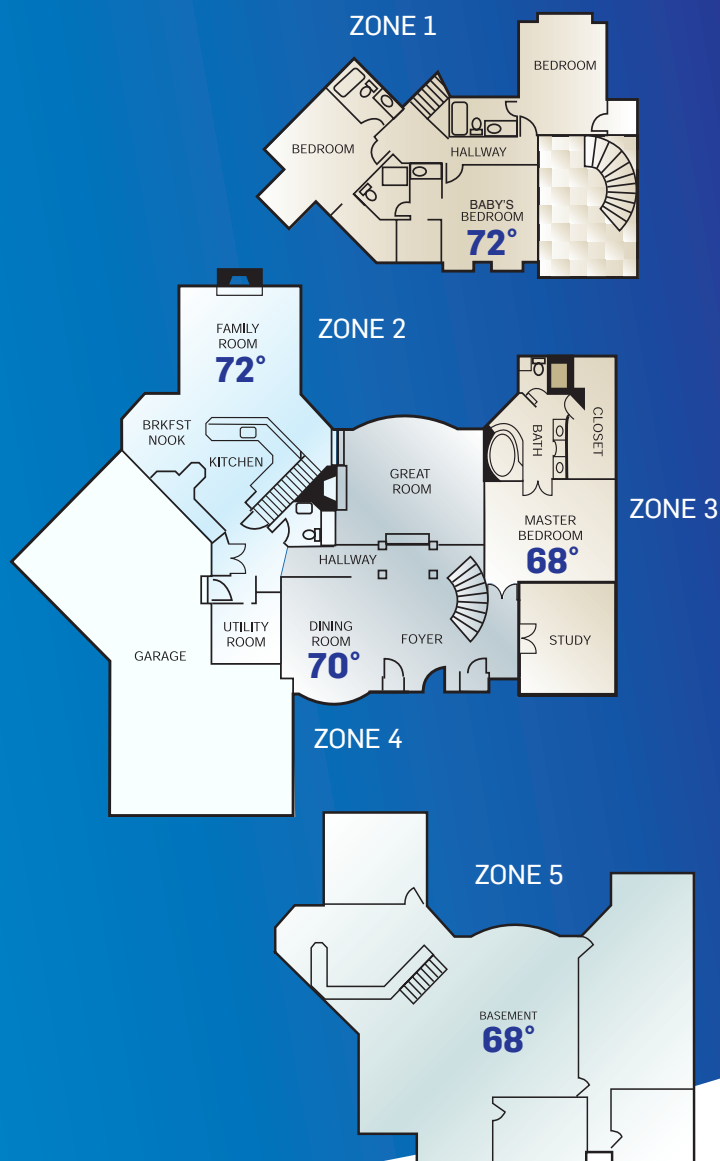 ZONE 1
BEDROOM
BEDROOM
HALLWAY
BABY'S
BEDROOM
72°
ZONE 2
FAMILY
ROOM
72°
BRKFST
NOOK
KITCHEN
GREAT
ROOM
BATH
CLOSET
ZONE 3
MASTER
BEDROOM
68°
HALLWAY
UTILITY
ROOM
DINING
ROOM
70°
FOYER
STUDY
GARAGE
ZONE 4
ZONE 5
BASEMENT
68°